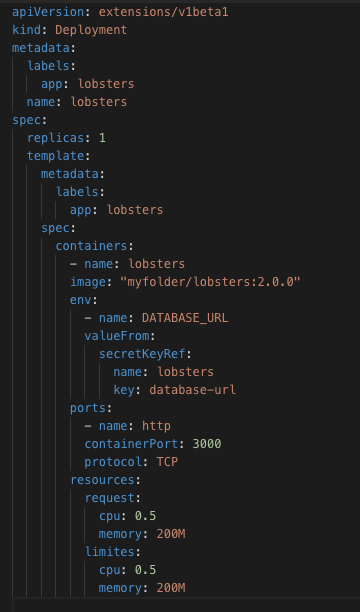 apiVersion: extensions/v1beta1
kind: Deployment
metadata:
  labels:
    app: lobsters
  name: lobsters
spec:
  replicas: 1
  template:
    metadata:
      labels:
        app: lobsters
    spec:
      containers:
        - name: lobsters
        image: "myfolder/lobsters:2.0.0"
        env:
          - name: DATABASE_URL
          valueFrom:
            secretKeyRef:
              name: lobsters
              key: database-url
        ports:
          - name: http
          containerPort: 3000
          protocol: TCP
        resources:
          request:
            cpu: 0.5
            memory: 200M
          limites:
            cpu: 0.5
            memory: 200M